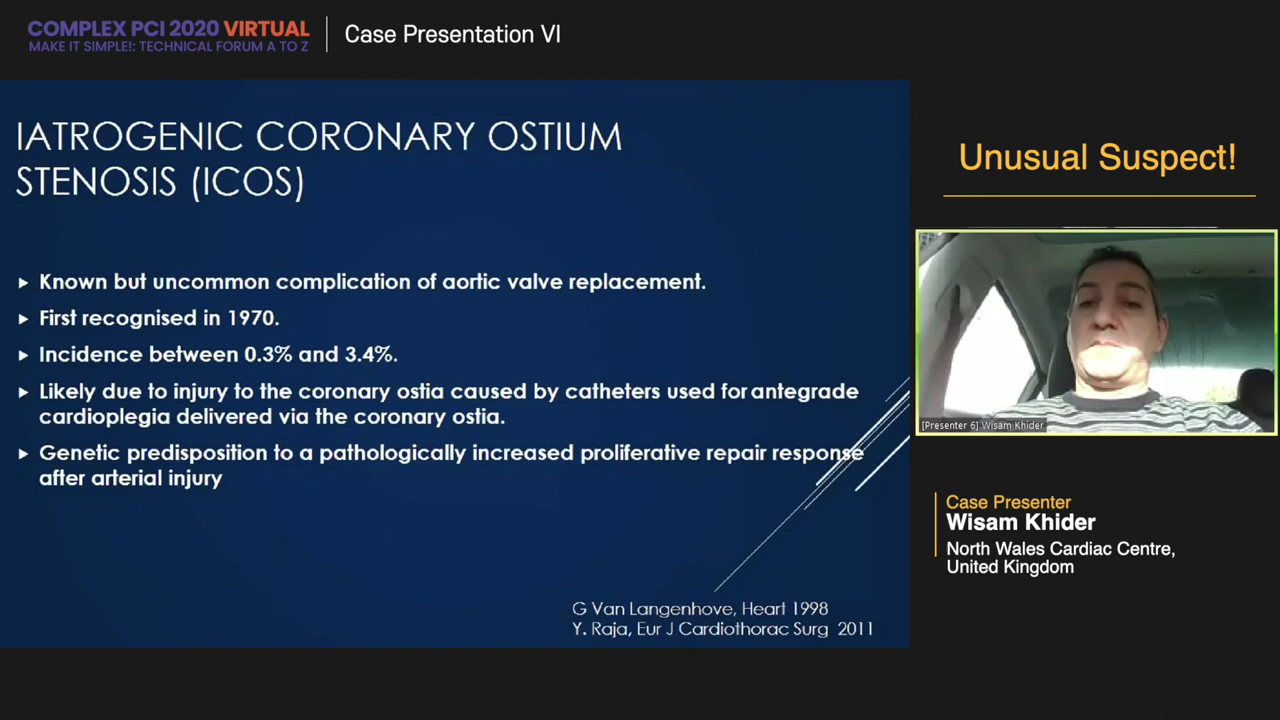 COMPLEX PCI 2020 VIRTUAL
MAKE IT SIMPLE!: TECHNICAL FORUM A TO Z
Case Presentation VI
IATROGENIC CORONARY OSTIUM
STENOSIS (ICOS)
Known but uncommon complication of aortic valve replacement.
First recognised in 1970.
Incidence between 0.3% and 3.4%.
Likely due to injury to the coronary ostia caused by catheters used for antegrade
cardioplegia delivered via the coronary ostia.
Genetic predisposition to a pathologically increased proliferative repair response
after arterial injury
G Van Langenhove, Heart 1998
Y. Raja, Eur J Cardiothorac Surg 2011
Unusual Suspect!
[Presenter 6] Wisam Khider
Case Presenter
Wisam Khider
North Wales Cardiac Centre,
United Kingdom